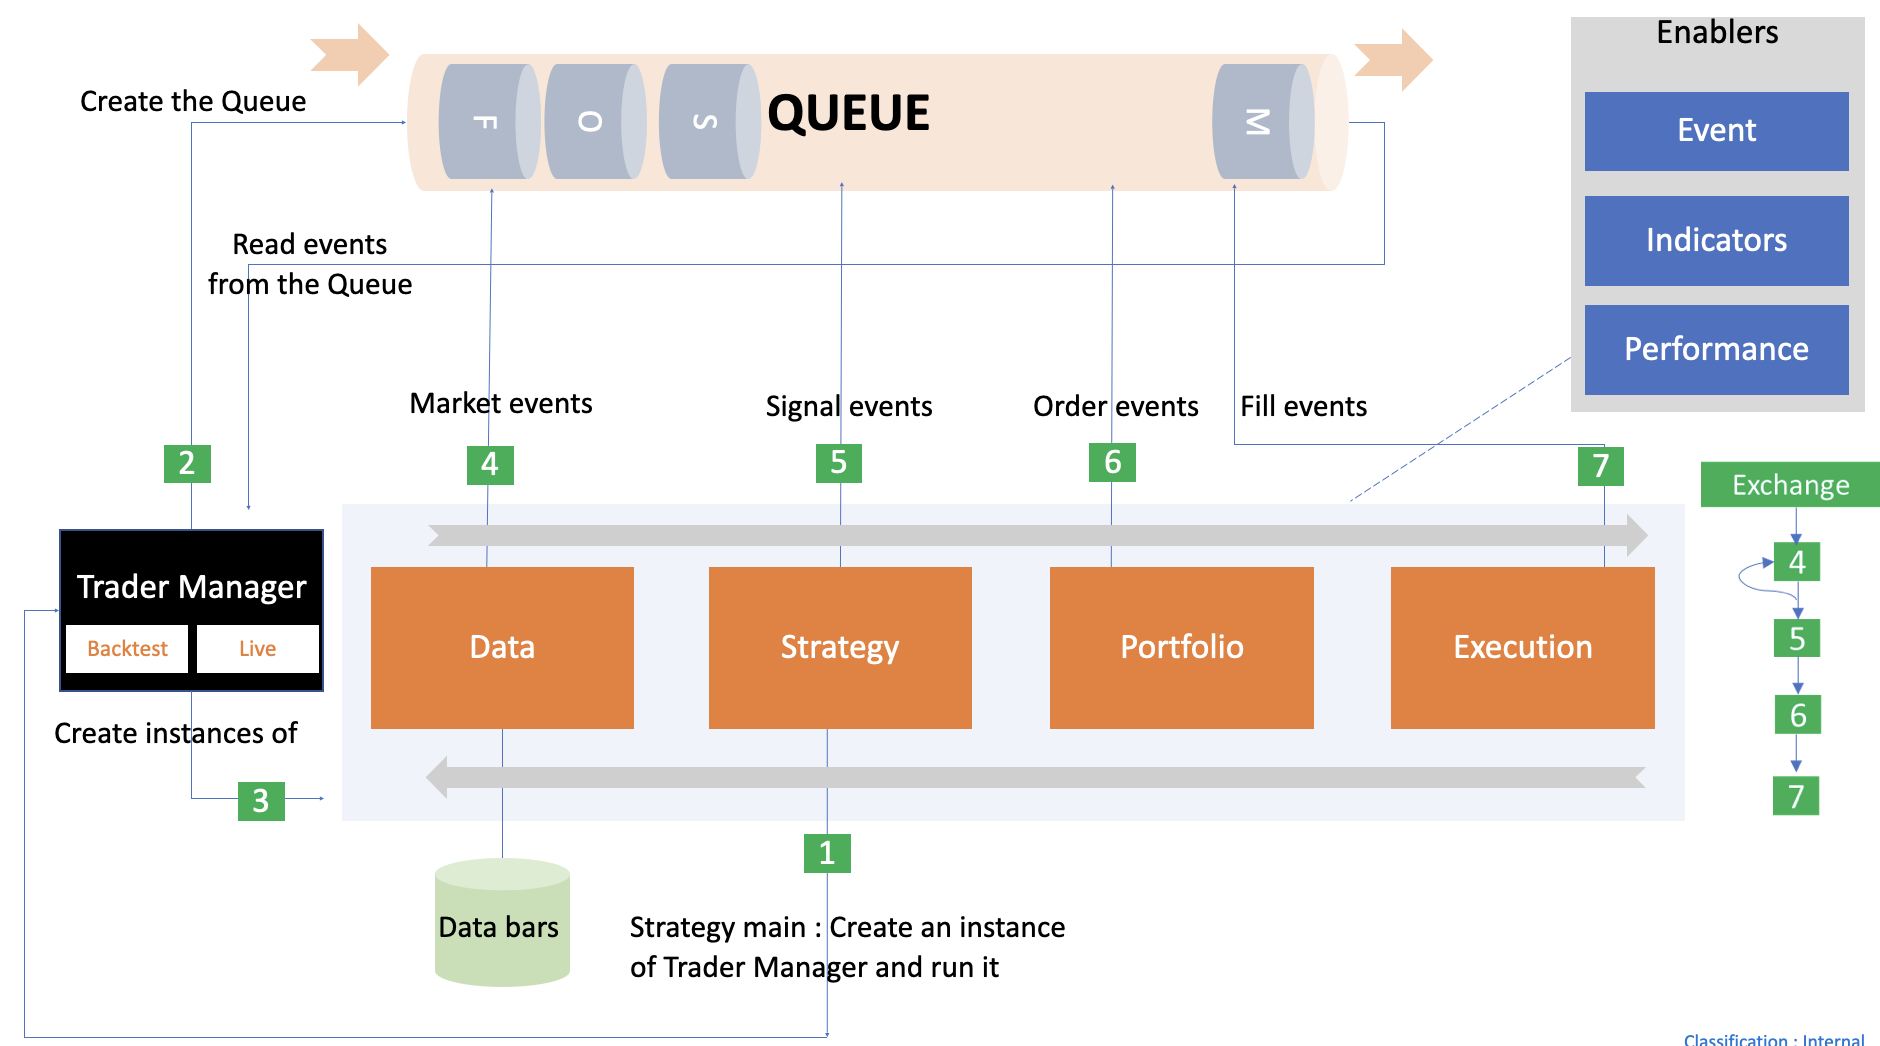 Enablers
Create the Queue
F
O
S
QUEUE
M
Event
Indicators
Performance
Read events
from the Queue
Market events
Signal events
Order events
Fill events
2
4
5
6
7
Exchange
Trader Manager
Backtest
Live
Data
Strategy
Portfolio
Execution
4
5
6
7
Create instances of
3
1
Data bars
Strategy main : Create an instance
of Trader Manager and run it
Classification : Internal